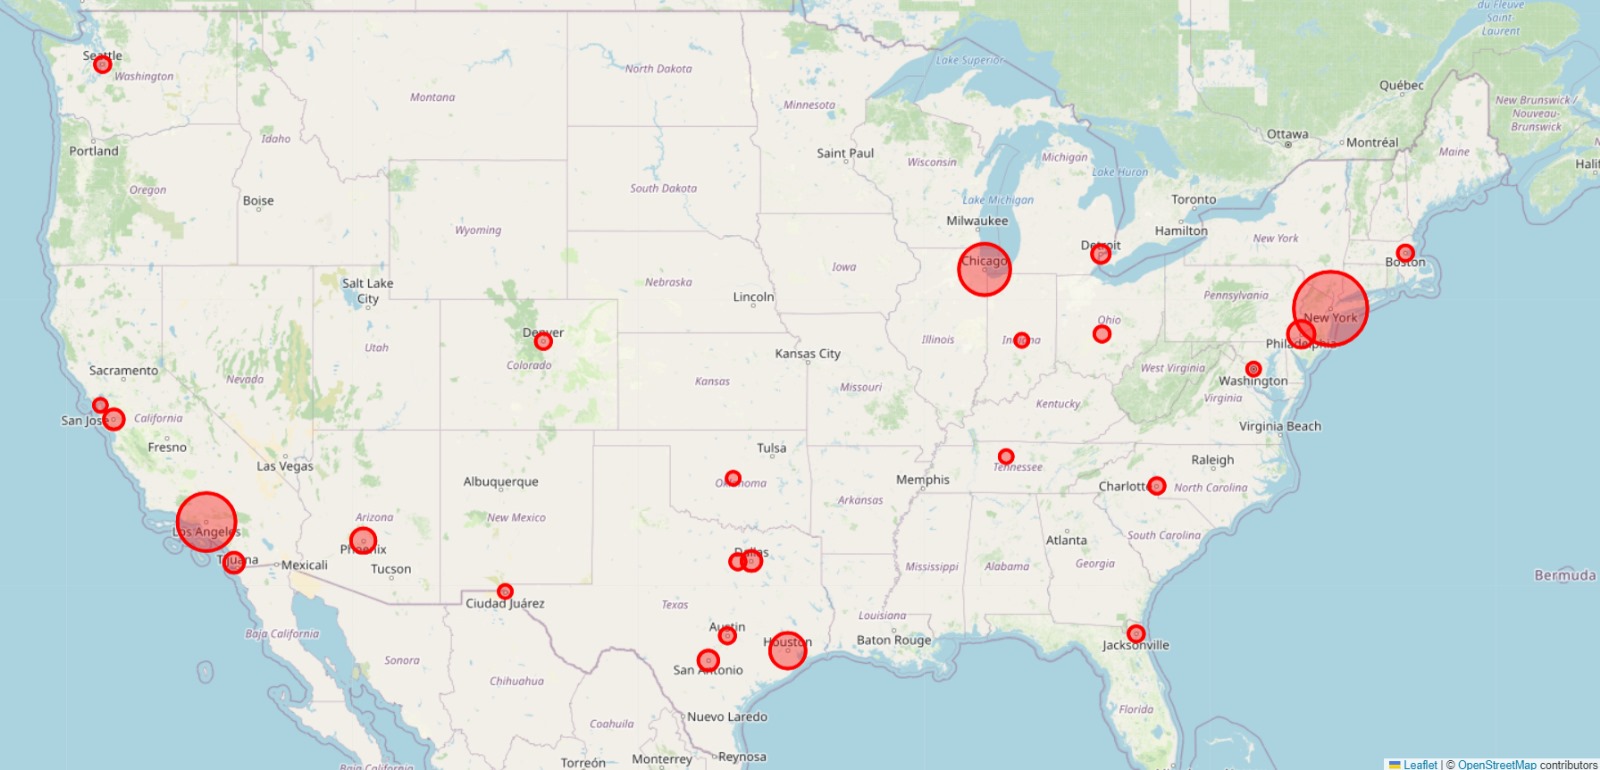 du Fleuve
Saint-
Laurent
Seattle
Washington
North Dakota
Lake Superior
Québec
Montana
Minnesota
New Brunswick /
Nouveau-
Brunswick
Ottawa
Montréal
Idaho
Portland
Saint Paul
Wisconsin
Michigan
Maine
Lake Huron
Oregon
South Dakota
Boise
Lake Michigan
Toronto
Milwaukee
Hamilton
Wyoming
New York
Detroit
Boston
Chicago
Iowa
Salt Lake
City
Nebraska
Lincoln
Pennsylvania
New York
Ohio
Denver
Illinois
Indiana
Philadelphia
Utah
Kansas City
Colorado
West Virginia
Sacramento
Nevada
Kansas
Missouri
Washington
Virginia
Kentucky
San Jose
California
Virginia Beach
Fresno
Tulsa
Raleigh
Las Vegas
Tennessee
Albuquerque
Oklahoma
Memphis
Charlotte
North Carolina
Arkansas
Arizona
New Mexico
Los Angeles
South Carolina
Atlanta
Phoenix
Dallas
Tijuana
Mexicali
Tucson
Mississippi
Alabama
Georgia
Bermuda
Ciudad Juárez
Texas
Louisiana
Austin
Baja California
Houston
Baton Rouge
Jacksonville
Sonora
San Antonio
Chihuahua
Florida
Nuevo Laredo
Coahuila
Reynosa
Monterrey
Torreón
Leaflet | © OpenStreetMap contributors